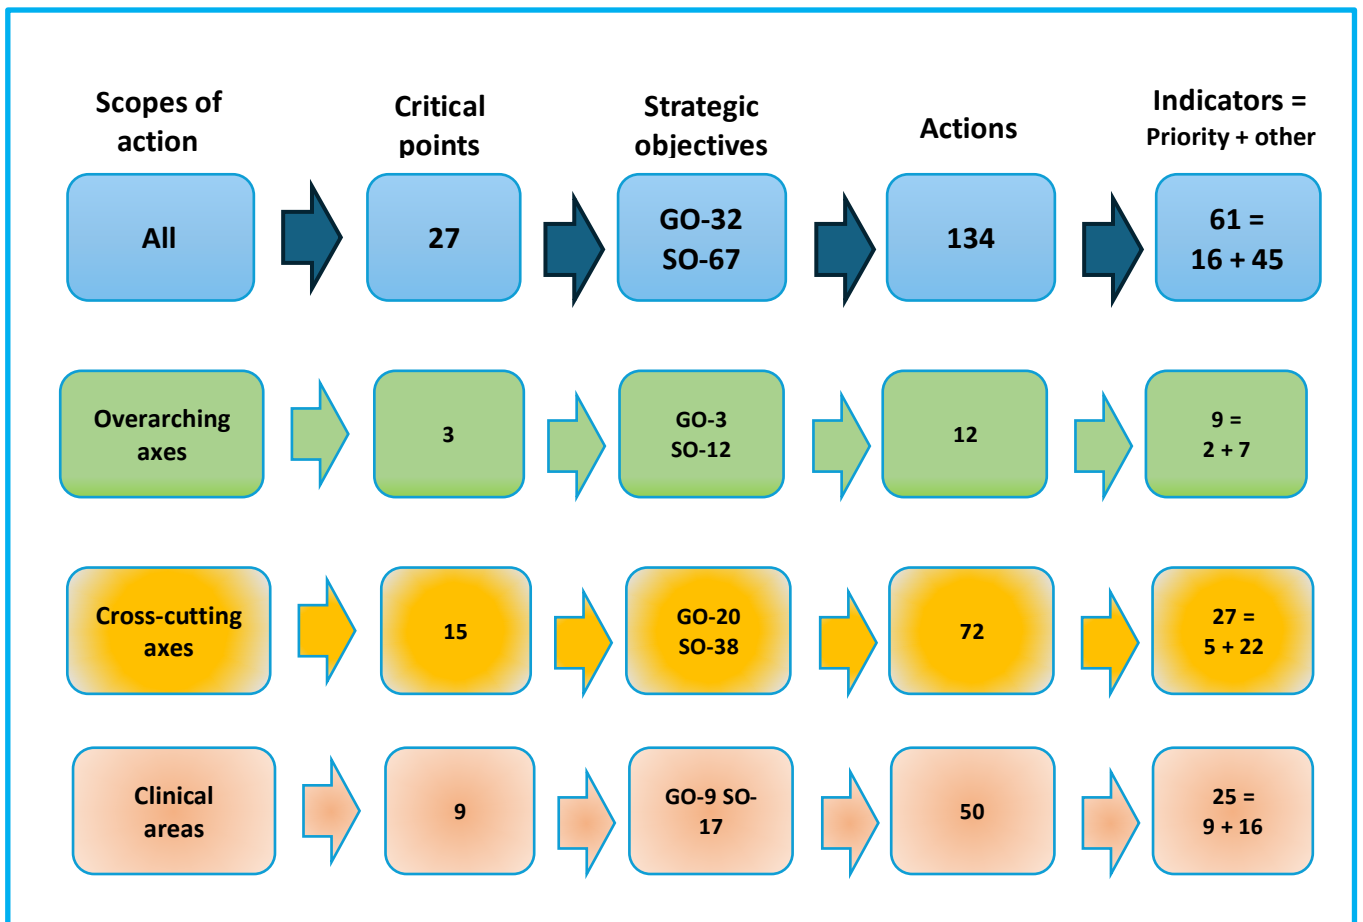 Scopes of
action
Critical
points
Strategic
objectives
Actions
Indicators =
Priority + other
All
27
GO-32
SO-67
134
61 =
16 + 45
Overarching
axes
3
GO-3
SO-12
12
9 =
2 + 7
Cross-cutting
axes
15
GO-20
SO-38
72
27 =
5 + 22
Clinical
areas
9
GO-9 SO-
17
50
25 =
9 + 16